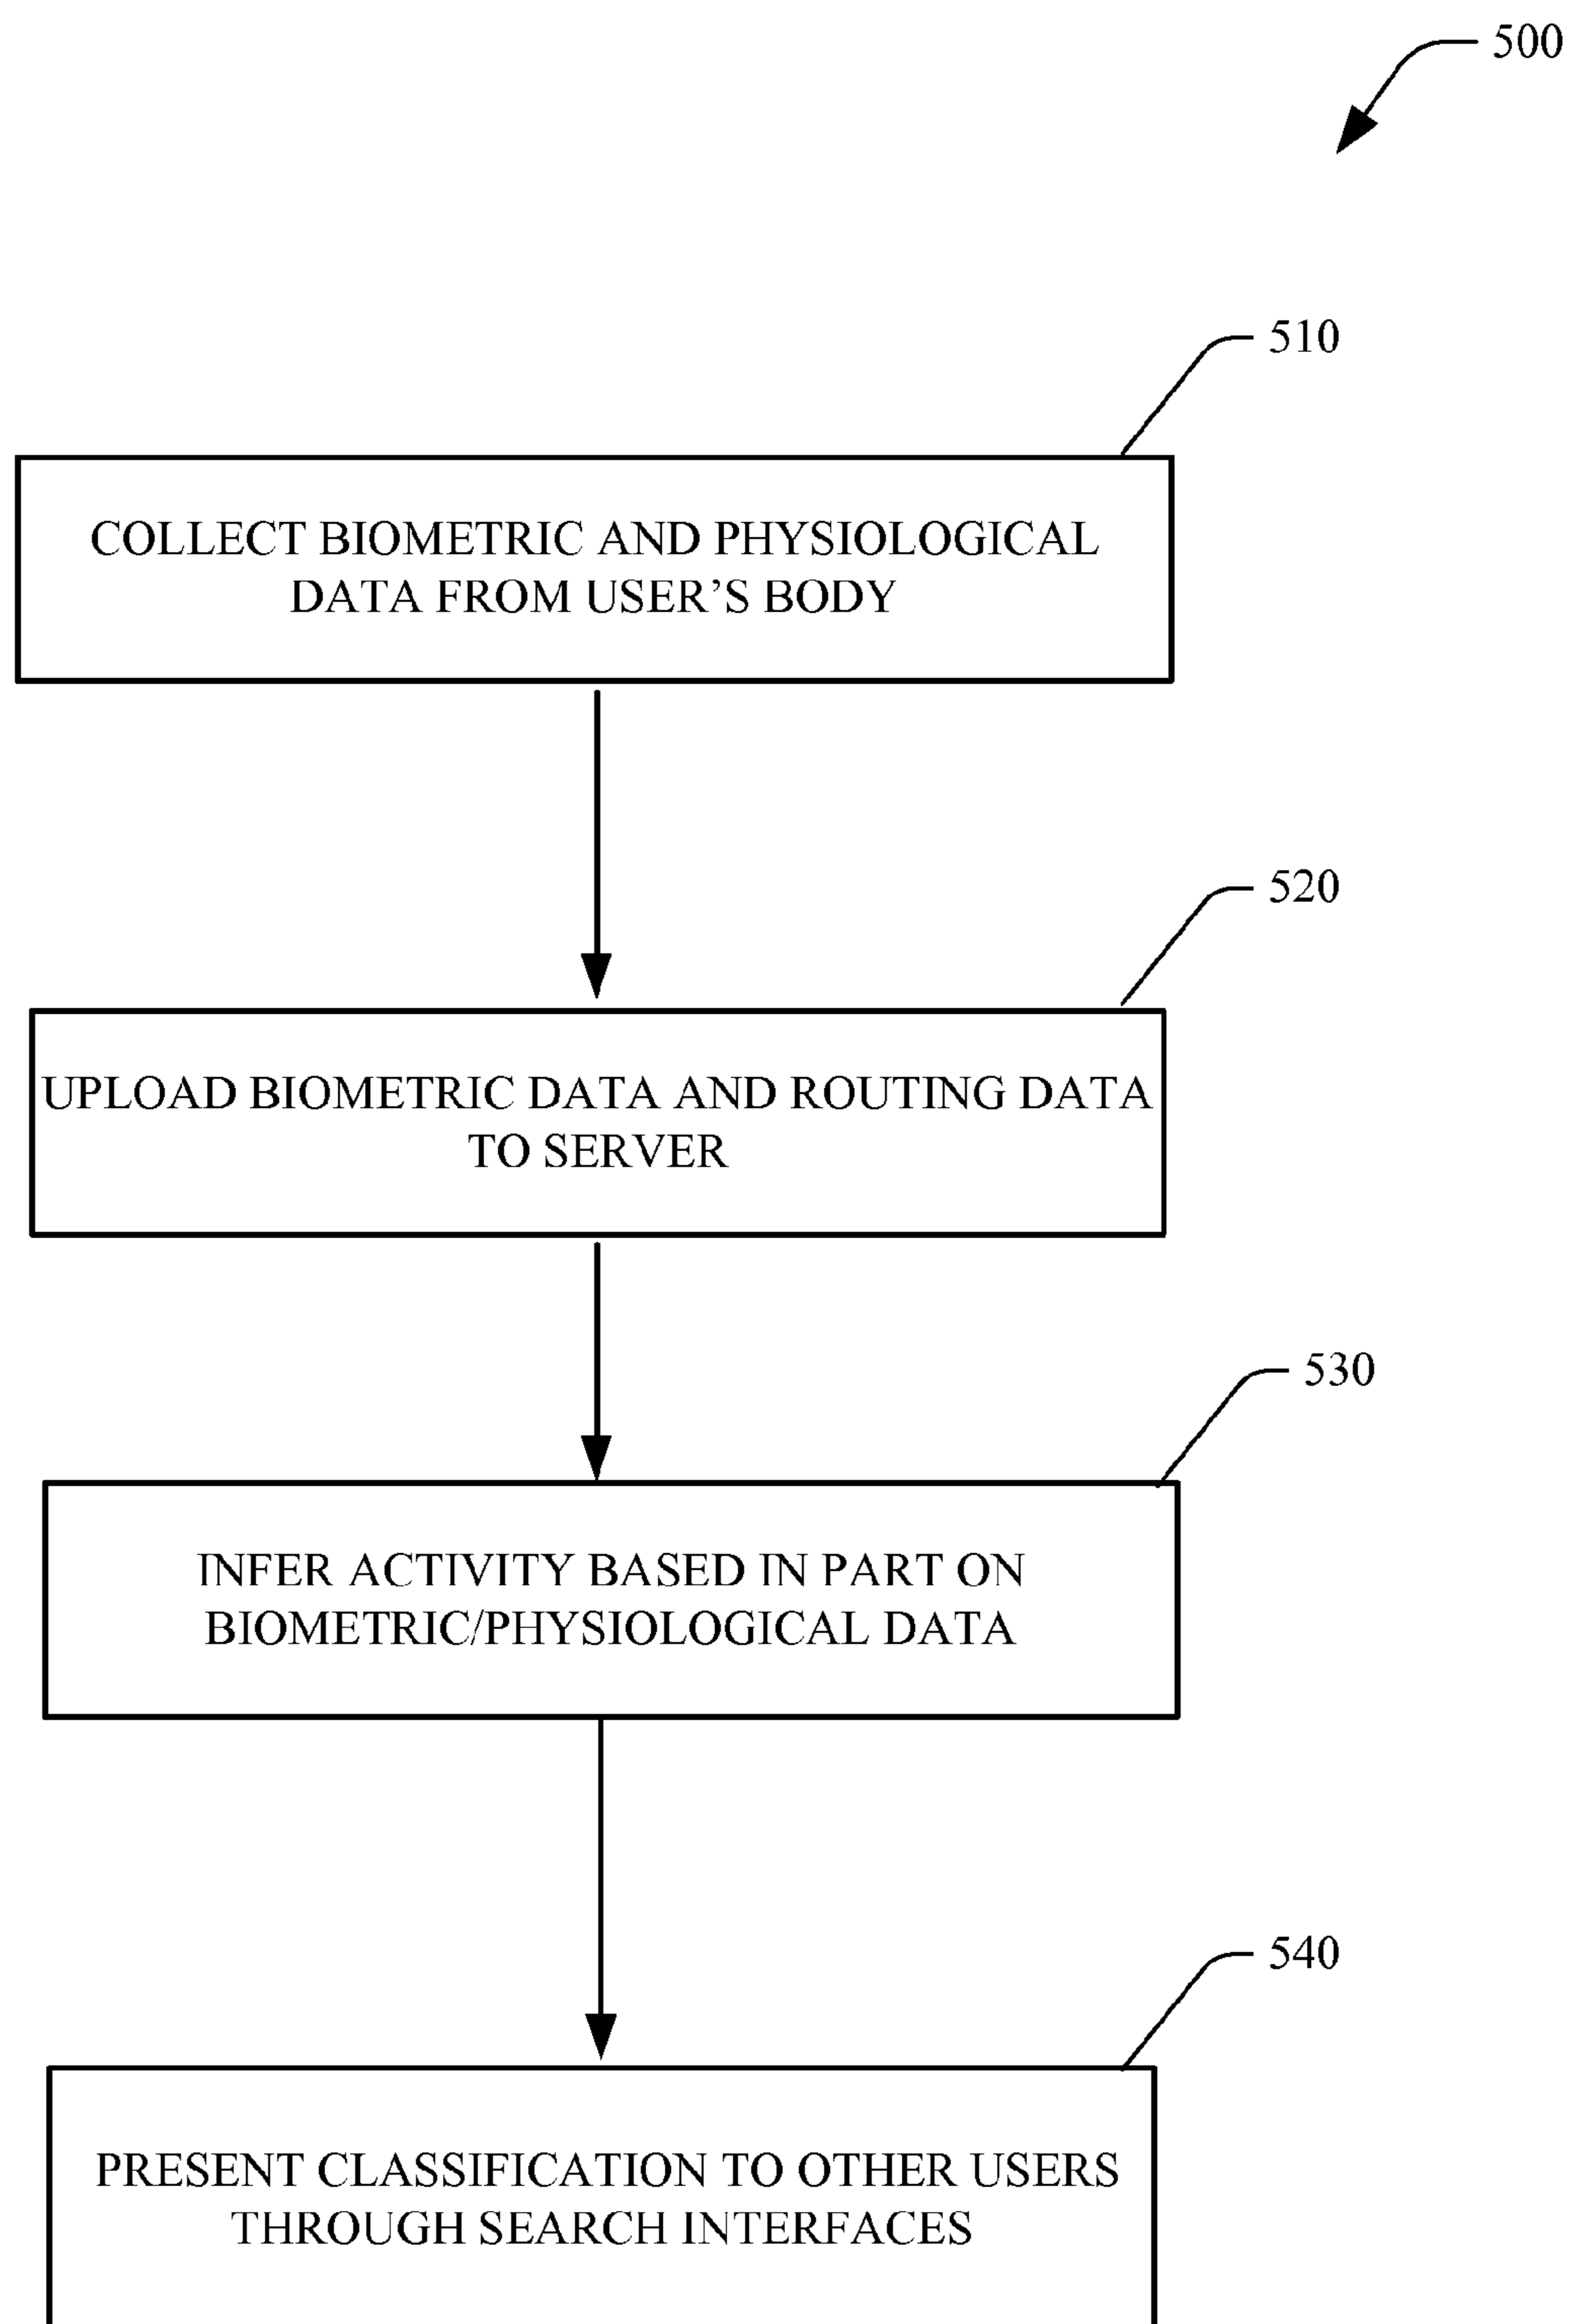 500
510
COLLECT BIOMETRIC AND PHYSIOLOGICAL
DATA FROM USER’S BODY
520
UPLOAD BIOMETRIC DATA AND ROUTING DATA
TO SERVER
530
INFER ACTIVITY BASED IN PART ON
BIOMETRIC/PHYSIOLOGICAL DATA
540
PRESENT CLASSIFICATION TO OTHER USERS
THROUGH SEARCH INTERFACES